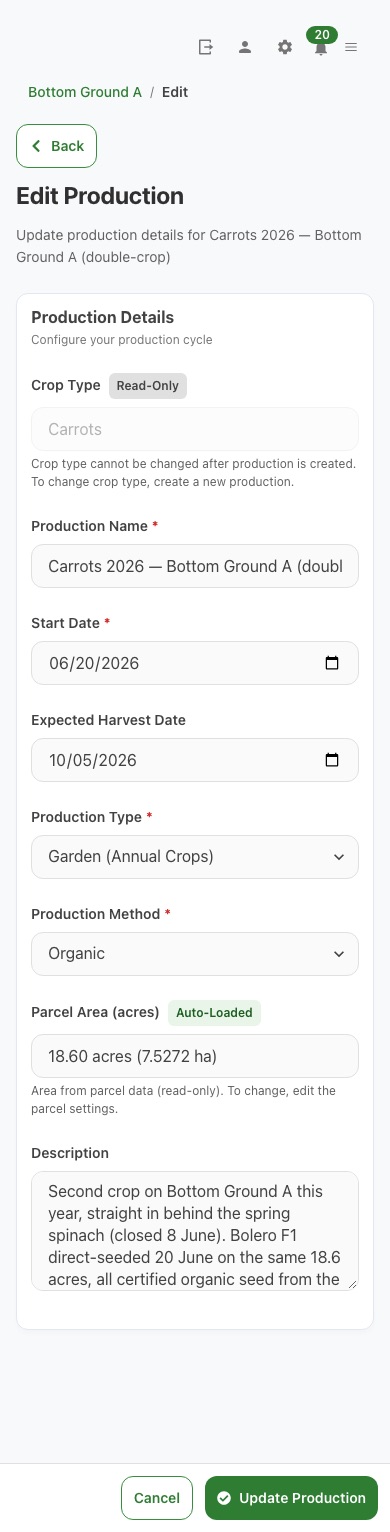 20
Bottom Ground A / Edit
Back
Edit Production
Update production details for Carrots 2026 — Bottom
Ground A (double-crop)
Production Details
Configure your production cycle
Crop Type Read-Only
Carrots
Crop type cannot be changed after production is created.
To change crop type, create a new production.
Production Name *
Carrots 2026 — Bottom Ground A (doubl
Start Date *
06/20/2026
Expected Harvest Date
10/05/2026
Production Type *
Garden (Annual Crops)
Production Method *
Organic
Parcel Area (acres) Auto-Loaded
18.60 acres (7.5272 ha)
Area from parcel data (read-only). To change, edit the
parcel settings.
Description
Second crop on Bottom Ground A this
year, straight in behind the spring
spinach (closed 8 June). Bolero F1
direct-seeded 20 June on the same 18.6
acres, all certified organic seed from the
Cancel Update Production